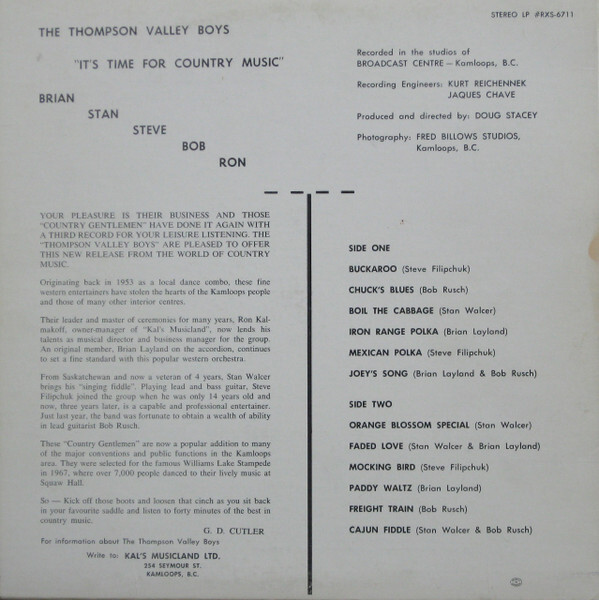 STEREO LP #RXS-6711
THE THOMPSON VALLEY BOYS
"IT'S TIME FOR COUNTRY MUSIC"
BRIAN
STAN
STEVE
BOB
RON
Recorded in the studios of
BROADCAST CENTRE — Kamloops, B.C.
Recording Engineers: KURT REICHENNEK
JAQUES CHAVE
Produced and directed by: DOUG STACEY
Photography: FRED BILLOWS STUDIOS,
Kamloops, B.C.
YOUR PLEASURE IS THEIR BUSINESS AND THOSE
"COUNTRY GENTLEMEN" HAVE DONE IT AGAIN WITH
A THIRD RECORD FOR YOUR LEISURE LISTENING. THE
"THOMPSON VALLEY BOYS" ARE PLEASED TO OFFER
THIS NEW RELEASE FROM THE WORLD OF COUNTRY
MUSIC.
Originating back in 1953 as a local dance combo, these fine
western entertainers have stolen the hearts of the Kamloops people
and those of many other interior centres.
Their leader and master of ceremonies for many years, Ron Kal-
makoff, owner-manager of "Kal's Musicland", now lends his
talents as musical director and business manager for the group.
An original member, Brian Layland on the accordion, continues
to set a fine standard with this popular western orchestra.
From Saskatchewan and now a veteran of 4 years, Stan Walcer
brings his "singing fiddle". Playing lead and bass guitar, Steve
Filipchuk joined the group when he was only 14 years old and
now, three years later, is a capable and professional entertainer.
Just last year, the band was fortunate to obtain a wealth of ability
in lead guitarist Bob Rusch.
These "Country Gentlemen" are now a popular addition to many
of the major conventions and public functions in the Kamloops
area. They were selected for the famous Williams Lake Stampede
in 1967, where over 7,000 people danced to their lively music at
Squaw Hall.
So — Kick off those boots and loosen that cinch as you sit back
in your favourite saddle and listen to forty minutes of the best in
country music.
G. D. CUTLER
For information about The Thompson Valley Boys
Write to: KAL'S MUSICLAND LTD.
254 SEYMOUR ST.
KAMLOOPS, B.C.
SIDE ONE
BUCKAROO (Steve Filipchuk)
CHUCK'S BLUES (Bob Rusch)
BOIL THE CABBAGE (Stan Walcer)
IRON RANGE POLKA (Brian Layland)
MEXICAN POLKA (Steve Filipchuk)
JOEY'S SONG (Brian Layland & Bob Rusch)
SIDE TWO
ORANGE BLOSSOM SPECIAL (Stan Walcer)
FADED LOVE (Stan Walcer & Brian Layland)
MOCKING BIRD (Steve Filipchuk)
PADDY WALTZ (Brian Layland)
FREIGHT TRAIN (Bob Rusch)
CAJUN FIDDLE (Stan Walcer & Bob Rusch)